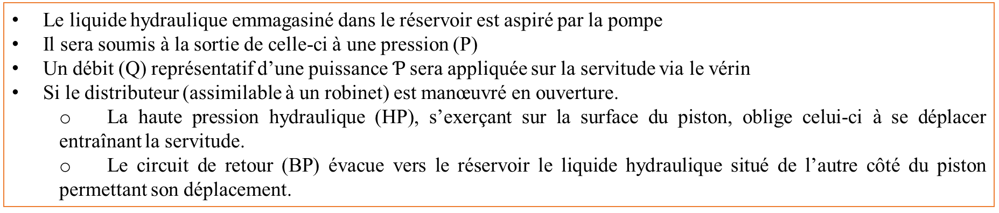 • Le liquide hydraulique emmagasiné dans le réservoir est aspiré par la pompe
• Il sera soumis à la sortie de celle-ci à une pression (P)
• Un débit (Q) représentatif d’une puissance Ƥ sera appliquée sur la servitude via le vérin
• Si le distributeur (assimilable à un robinet) est manœuvré en ouverture.
o La haute pression hydraulique (HP), s’exerçant sur la surface du piston, oblige celui-ci à se déplacer
entraînant la servitude.
o Le circuit de retour (BP) évacue vers le réservoir le liquide hydraulique situé de l’autre côté du piston
permettant son déplacement.